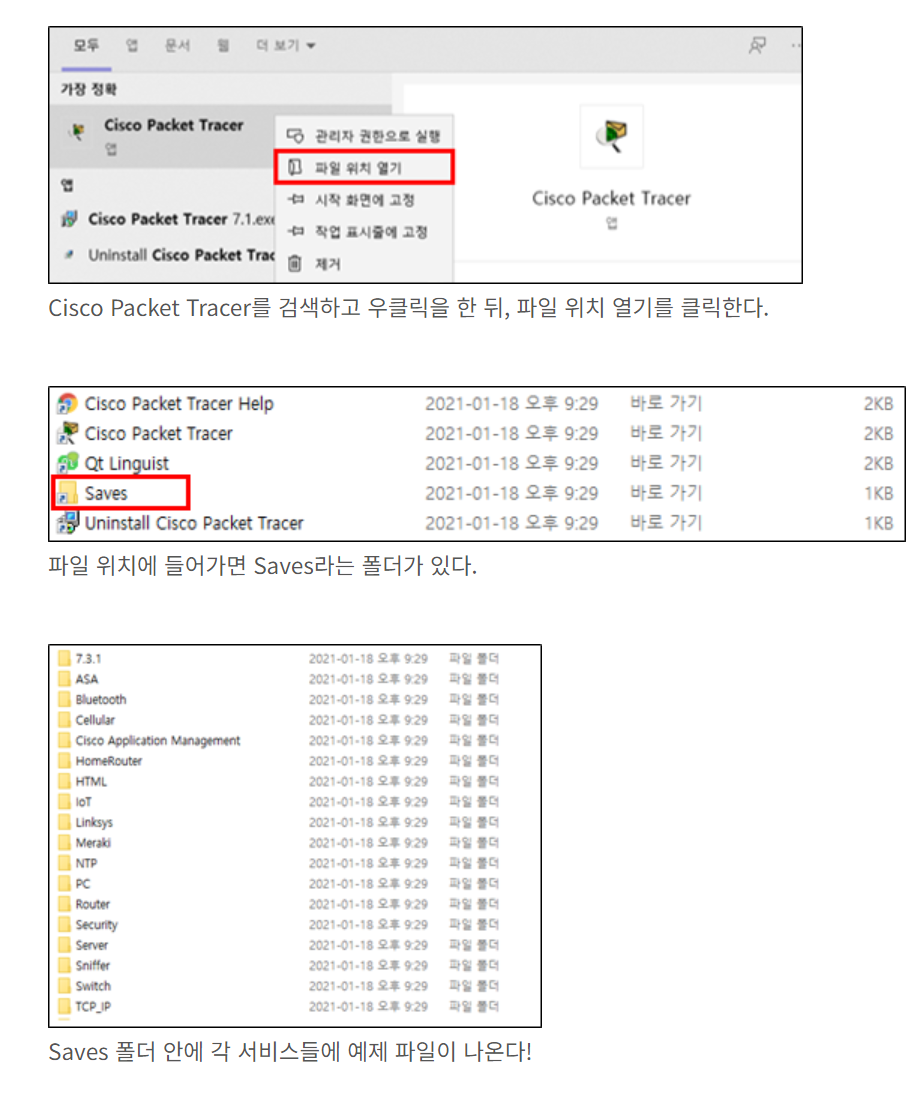 모두 앱 문서 웹 더 보기
가장 정확
Cisco Packet Tracer
앱
관리자 권한으로 실행
파일 위치 열기
시작 화면에 고정
작업 표시줄에 고정
제거
앱
Cisco Packet Tracer 7.1.exe
Uninstall Cisco Packet Trac
Cisco Packet Tracer
앱
Cisco Packet Tracer를 검색하고 우클릭을 한 뒤, 파일 위치 열기를 클릭한다.
Cisco Packet Tracer Help 2021-01-18 오후 9:29 바로 가기 2KB
Cisco Packet Tracer 2021-01-18 오후 9:29 바로 가기 2KB
Qt Linguist 2021-01-18 오후 9:29 바로 가기 2KB
Saves 2021-01-18 오후 9:29 바로 가기 1KB
Uninstall Cisco Packet Tracer 2021-01-18 오후 9:29 바로 가기 1KB
파일 위치에 들어가면 Saves라는 폴더가 있다.
7.3.1 2021-01-18 오후 9:29 파일 폴더
ASA 2021-01-18 오후 9:29 파일 폴더
Bluetooth 2021-01-18 오후 9:29 파일 폴더
Cellular 2021-01-18 오후 9:29 파일 폴더
Cisco Application Management 2021-01-18 오후 9:29 파일 폴더
HomeRouter 2021-01-18 오후 9:29 파일 폴더
HTML 2021-01-18 오후 9:29 파일 폴더
IoT 2021-01-18 오후 9:29 파일 폴더
Linksys 2021-01-18 오후 9:29 파일 폴더
Meraki 2021-01-18 오후 9:29 파일 폴더
NTP 2021-01-18 오후 9:29 파일 폴더
PC 2021-01-18 오후 9:29 파일 폴더
Router 2021-01-18 오후 9:29 파일 폴더
Security 2021-01-18 오후 9:29 파일 폴더
Server 2021-01-18 오후 9:29 파일 폴더
Sniffer 2021-01-18 오후 9:29 파일 폴더
Switch 2021-01-18 오후 9:29 파일 폴더
TCP_IP 2021-01-18 오후 9:29 파일 폴더
Saves 폴더 안에 각 서비스들에 예제 파일이 나온다!